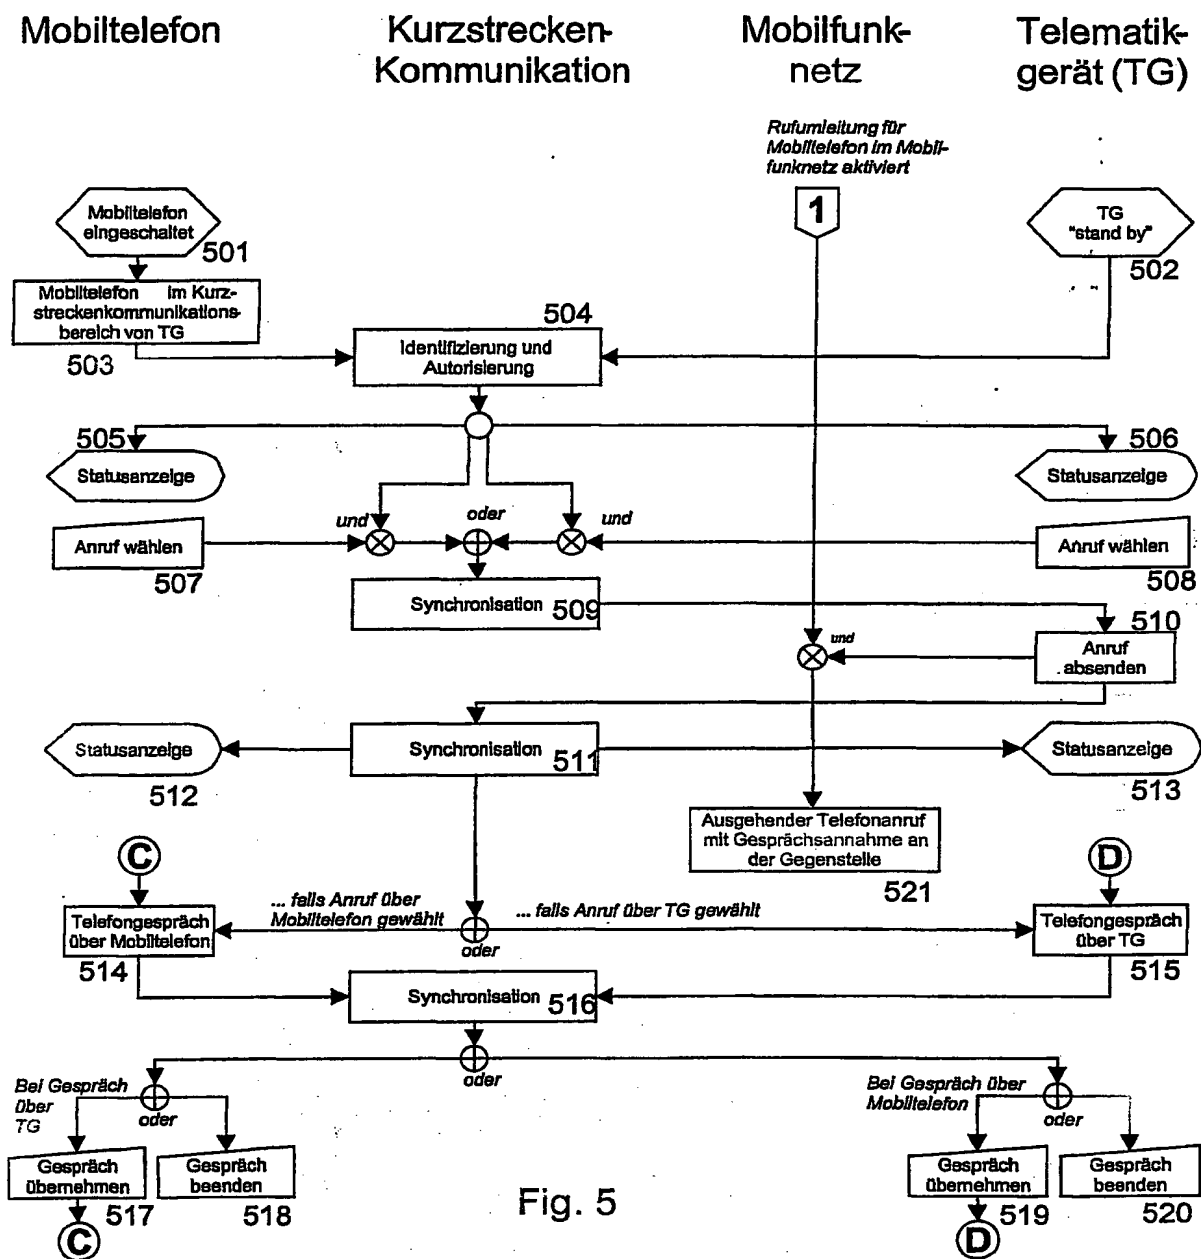 Mobiltelefon
Kurzstrecken-
Kommunikation
Mobilfunk-
netz
Telematik-
gerät (TG)
Rufumleitung für
Mobiltelefon im Mobil-
funknetz aktiviert
1
Mobiltelefon
eingeschaltet
501
TG
"stand by"
502
Mobiltelefon im Kurz-
streckenkommunikations-
bereich von TG
503
504
Identifizierung und
Autorisierung
505
Statusanzeige
506
Statusanzeige
und
oder
und
Anruf wählen
507
Anruf wählen
508
Synchronisation
509
510
Anruf
absenden
und
Statusanzeige
512
Synchronisation
511
Statusanzeige
513
Ausgehender Telefonanruf
mit Gesprächsannahme an
der Gegenstelle
521
C
D
... falls Anruf über
Mobiltelefon gewählt
... falls Anruf über TG gewählt
oder
Telefongespräch
über Mobiltelefon
514
Telefongespräch
über TG
515
Synchronisation
516
oder
Bei Gespräch
über
TG
oder
Bei Gespräch über
Mobiltelefon
oder
Gespräch
übernehmen
517
Gespräch
beenden
518
Gespräch
übernehmen
519
Gespräch
beenden
520
C
D
Fig. 5